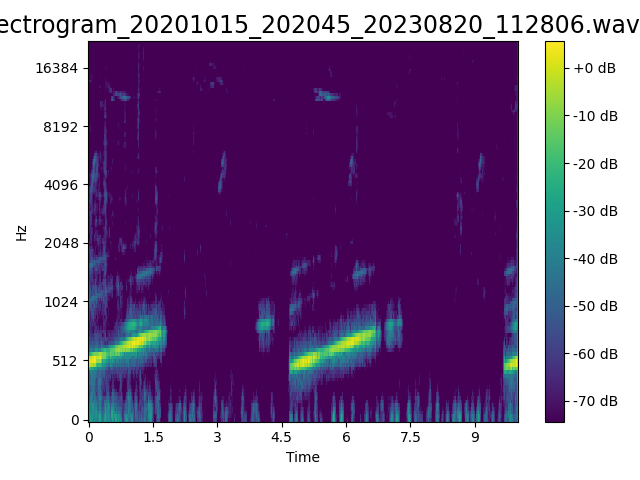 ectrogram_20201015_202045_20230820_112806.wav
16384
8192
4096
2048
1024
512
0
Hz
0 1.5 3 4.5 6 7.5 9
Time
+0 dB
-10 dB
-20 dB
-30 dB
-40 dB
-50 dB
-60 dB
-70 dB